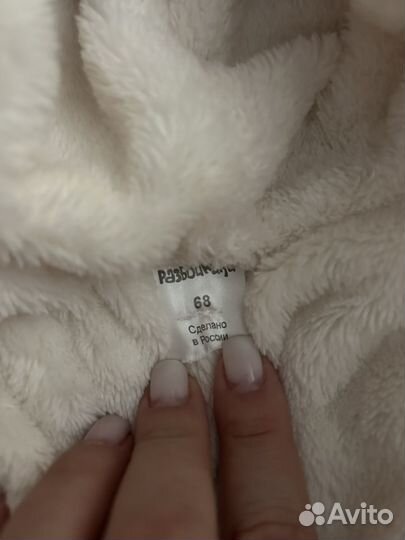 68
Сделано
в России
Avito